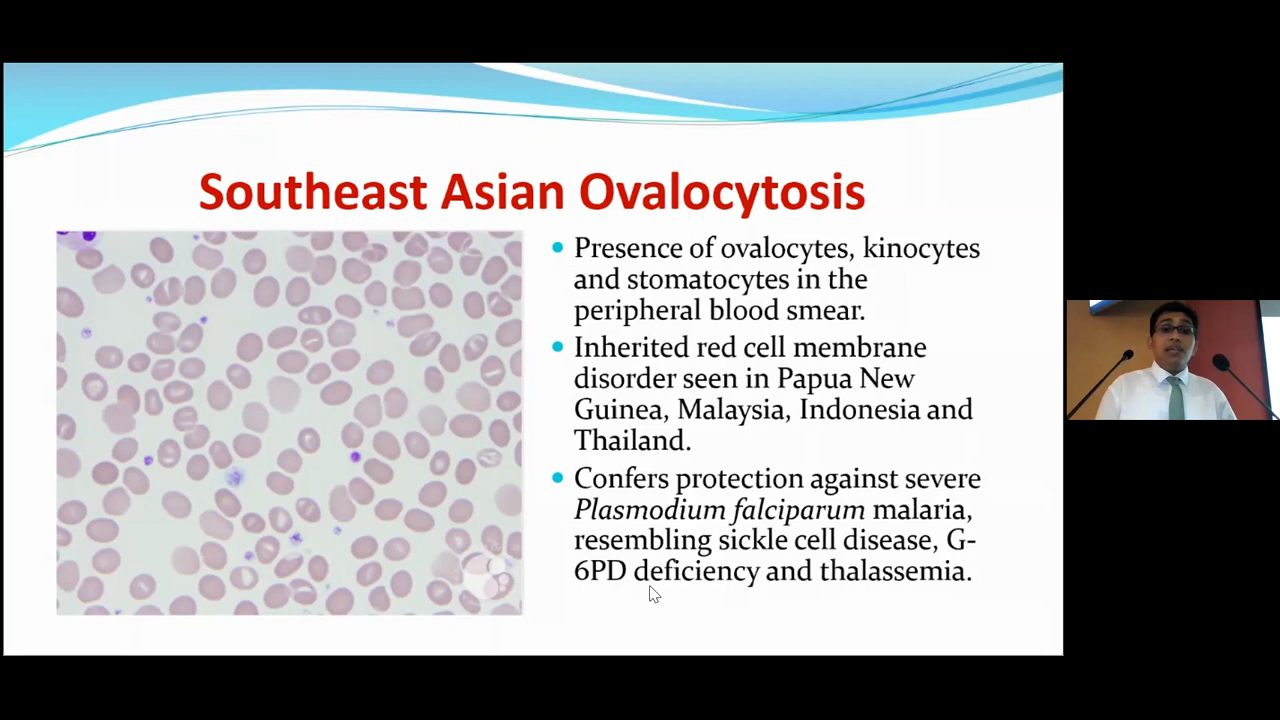 Southeast Asian Ovalocytosis
Presence of ovalocytes, kinocytes
and stomatocytes in the
peripheral blood smear.
Inherited red cell membrane
disorder seen in Papua New
Guinea, Malaysia, Indonesia and
Thailand.
Confers protection against severe
Plasmodium falciparum malaria,
resembling sickle cell disease, G-
6PD deficiency and thalassemia.